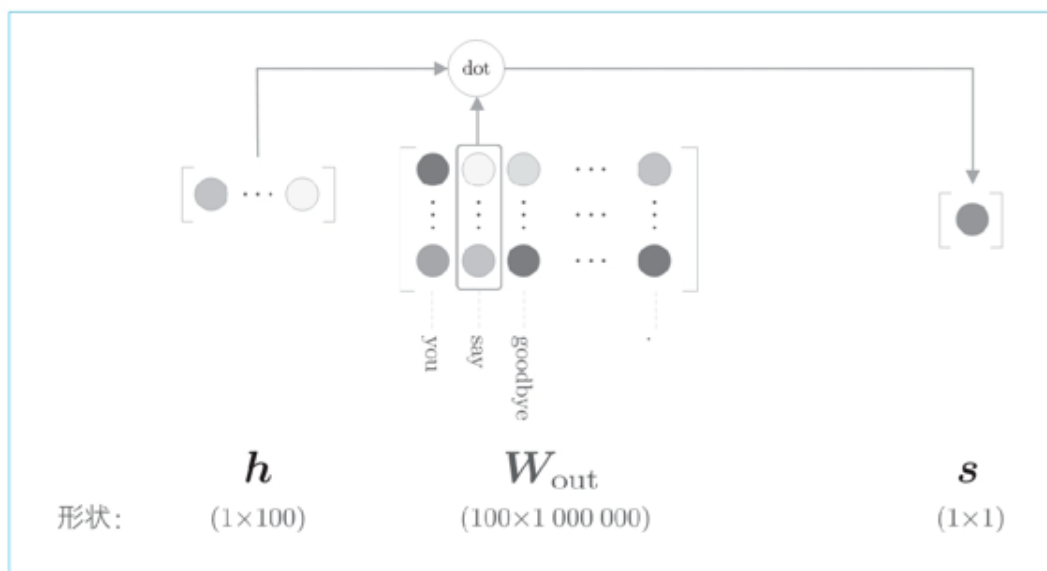 dot
you
say
goodbye
.
h
W_out
s
形状：
(1×100)
(100×1 000 000)
(1×1)